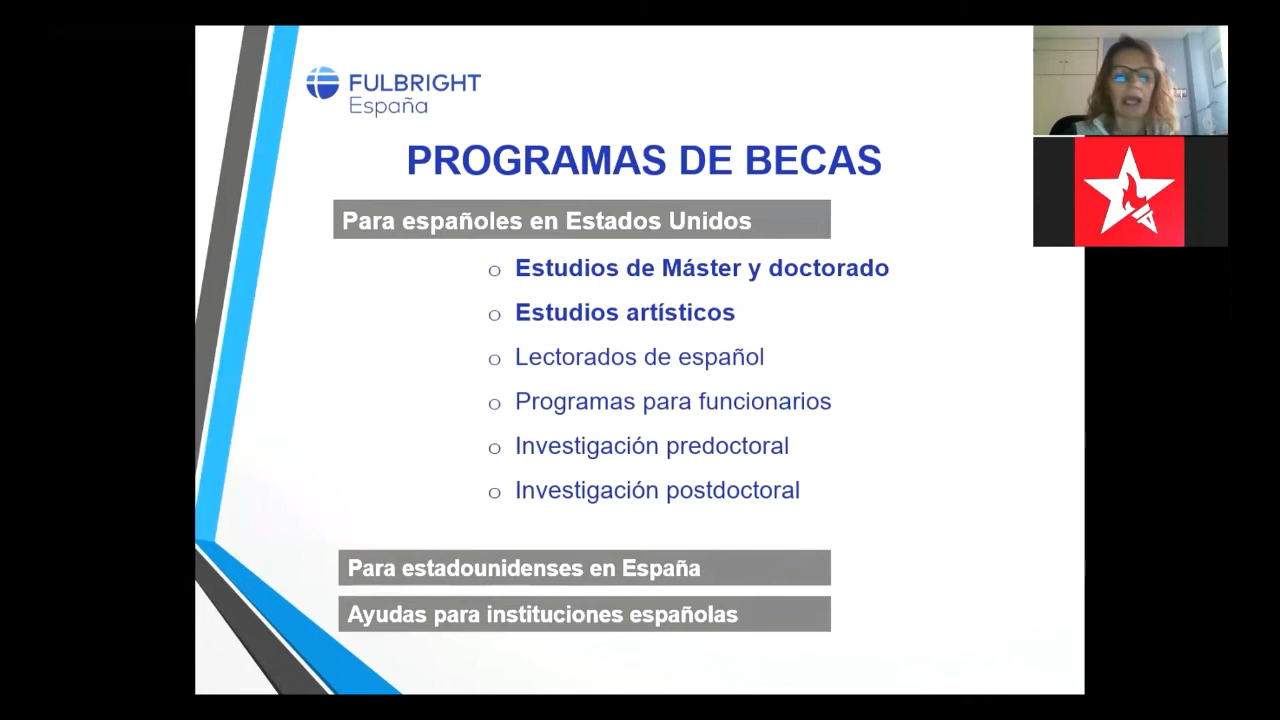 FULBRIGHT
España
PROGRAMAS DE BECAS
Para españoles en Estados Unidos
o Estudios de Máster y doctorado
o Estudios artísticos
o Lectorados de español
o Programas para funcionarios
o Investigación predoctoral
o Investigación postdoctoral
Para estadounidenses en España
Ayudas para instituciones españolas